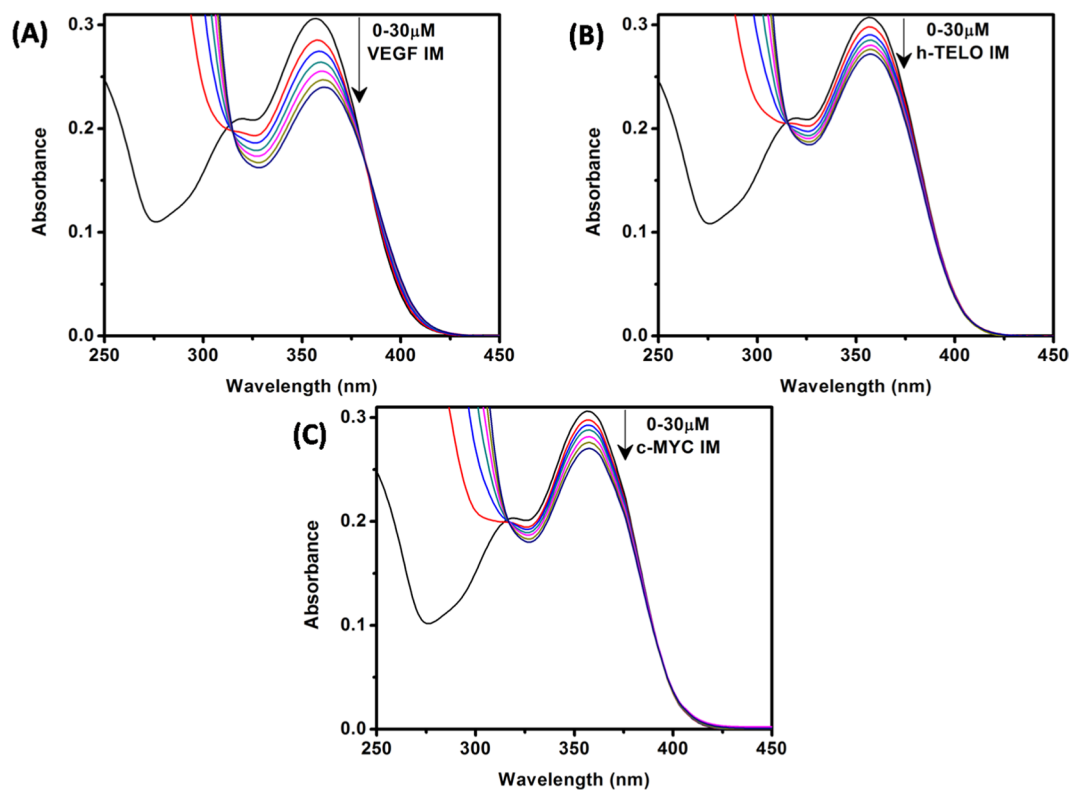 (A)
0-30μM
VEGF IM
0.3
0.2
0.1
0.0
Absorbance
250 300 350 400 450
Wavelength (nm)
(B)
0-30μM
h-TELO IM
0.3
0.2
0.1
0.0
Absorbance
250 300 350 400 450
Wavelength (nm)
(C)
0-30μM
c-MYC IM
0.3
0.2
0.1
0.0
Absorbance
250 300 350 400 450
Wavelength (nm)